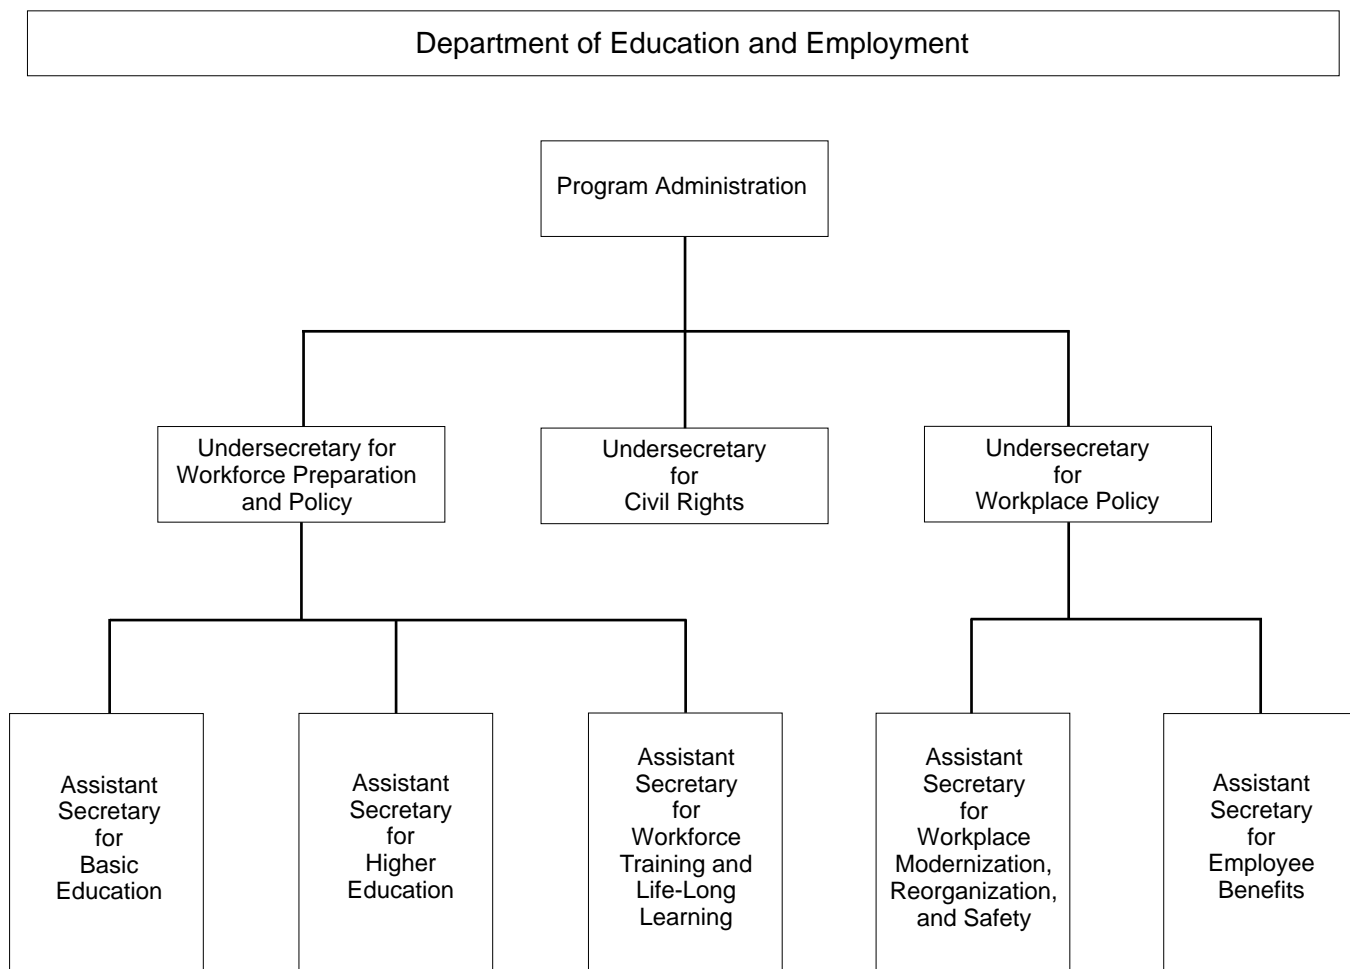 Department of Education and Employment
Program Administration
Undersecretary for
Workforce Preparation
and Policy
Undersecretary
for
Civil Rights
Undersecretary
for
Workplace Policy
Assistant
Secretary
for
Basic
Education
Assistant
Secretary
for
Higher
Education
Assistant
Secretary
for
Workforce
Training and
Life-Long
Learning
Assistant
Secretary
for
Workplace
Modernization,
Reorganization,
and Safety
Assistant
Secretary
for
Employee
Benefits